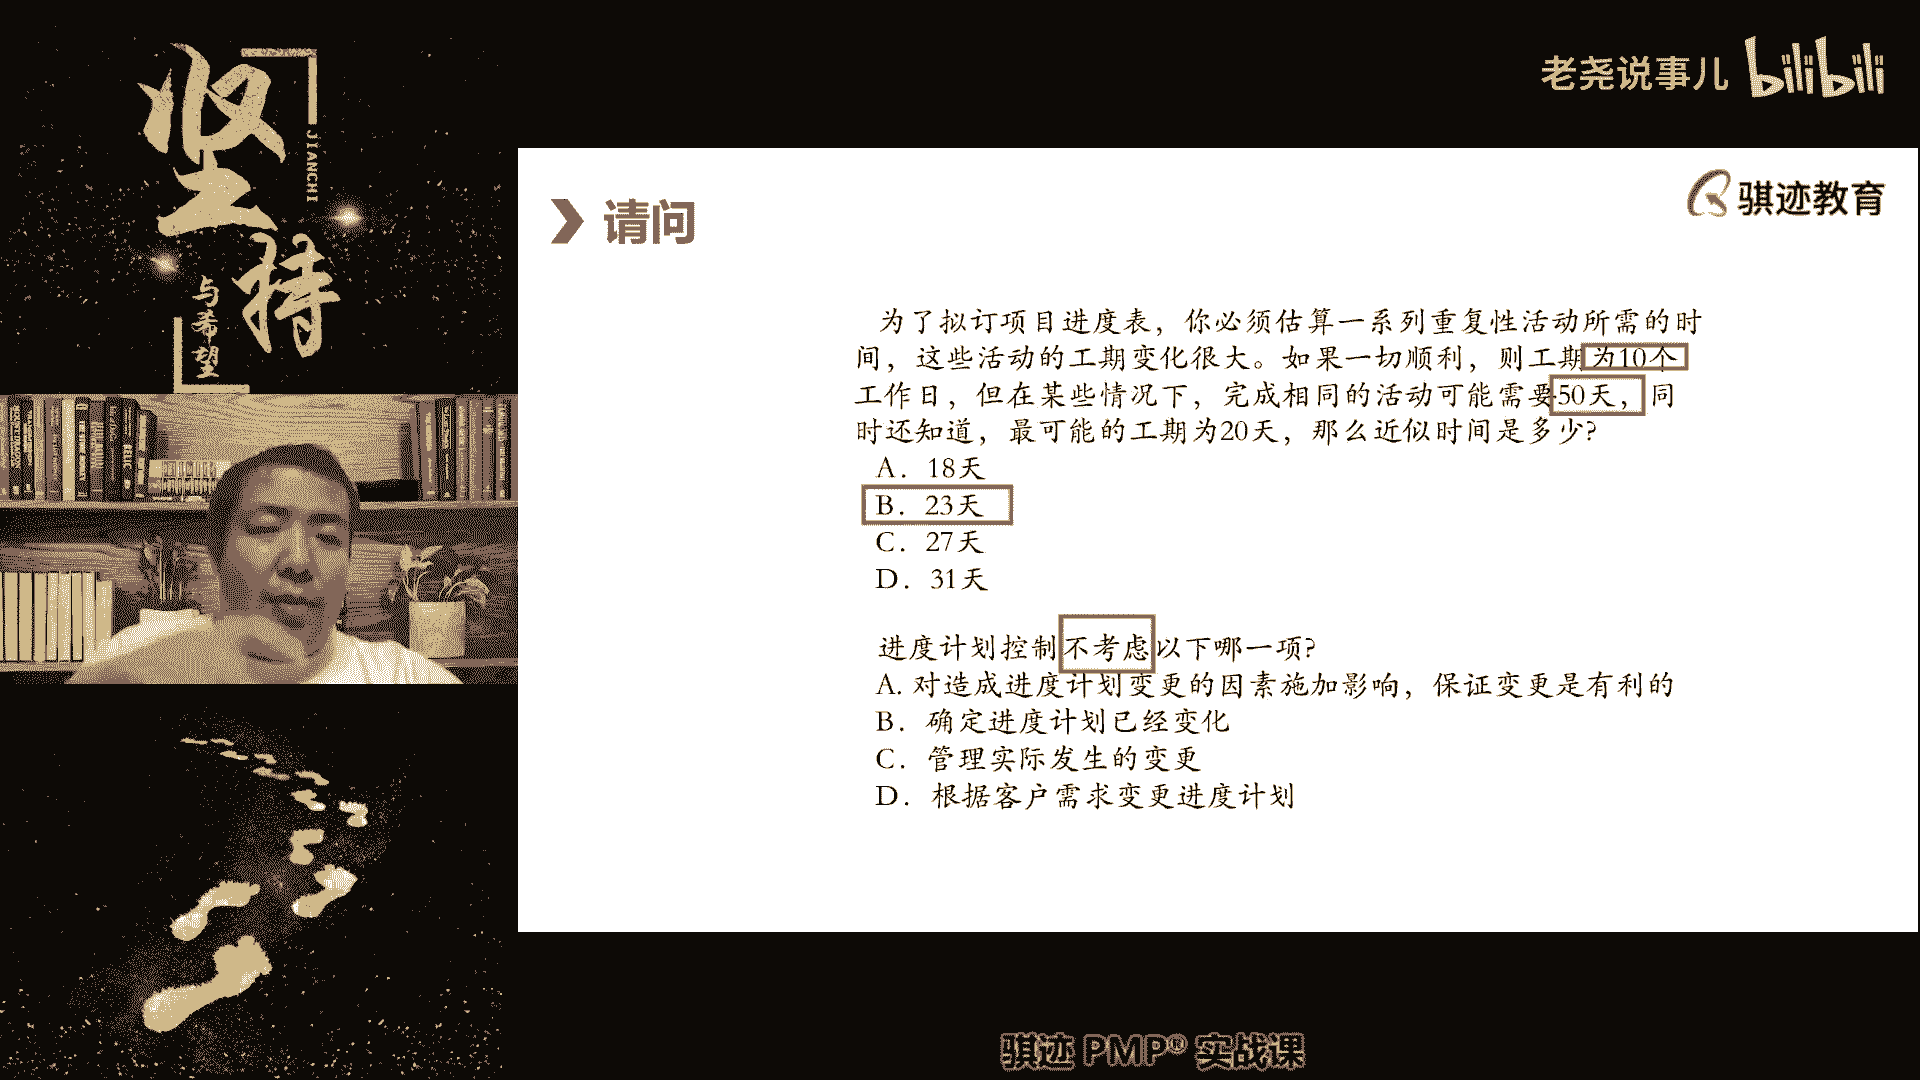 坚持
JIANCHI
与希望
老尧说事儿 bilibili
骐迹教育
请问
为了拟订项目进度表，你必须估算一系列重复性活动所需的时
间，这些活动的工期变化很大。如果一切顺利，则工期为10个
工作日，但在某些情况下，完成相同的活动可能需要50天，同
时还知道，最可能的工期为20天，那么近似时间是多少?
A．18天
B．23天
C．27天
D．31天
进度计划控制不考虑以下哪一项?
A. 对造成进度计划变更的因素施加影响，保证变更是有利的
B．确定进度计划已经变化
C．管理实际发生的变更
D．根据客户需求变更进度计划
骐迹 PMP® 实战课